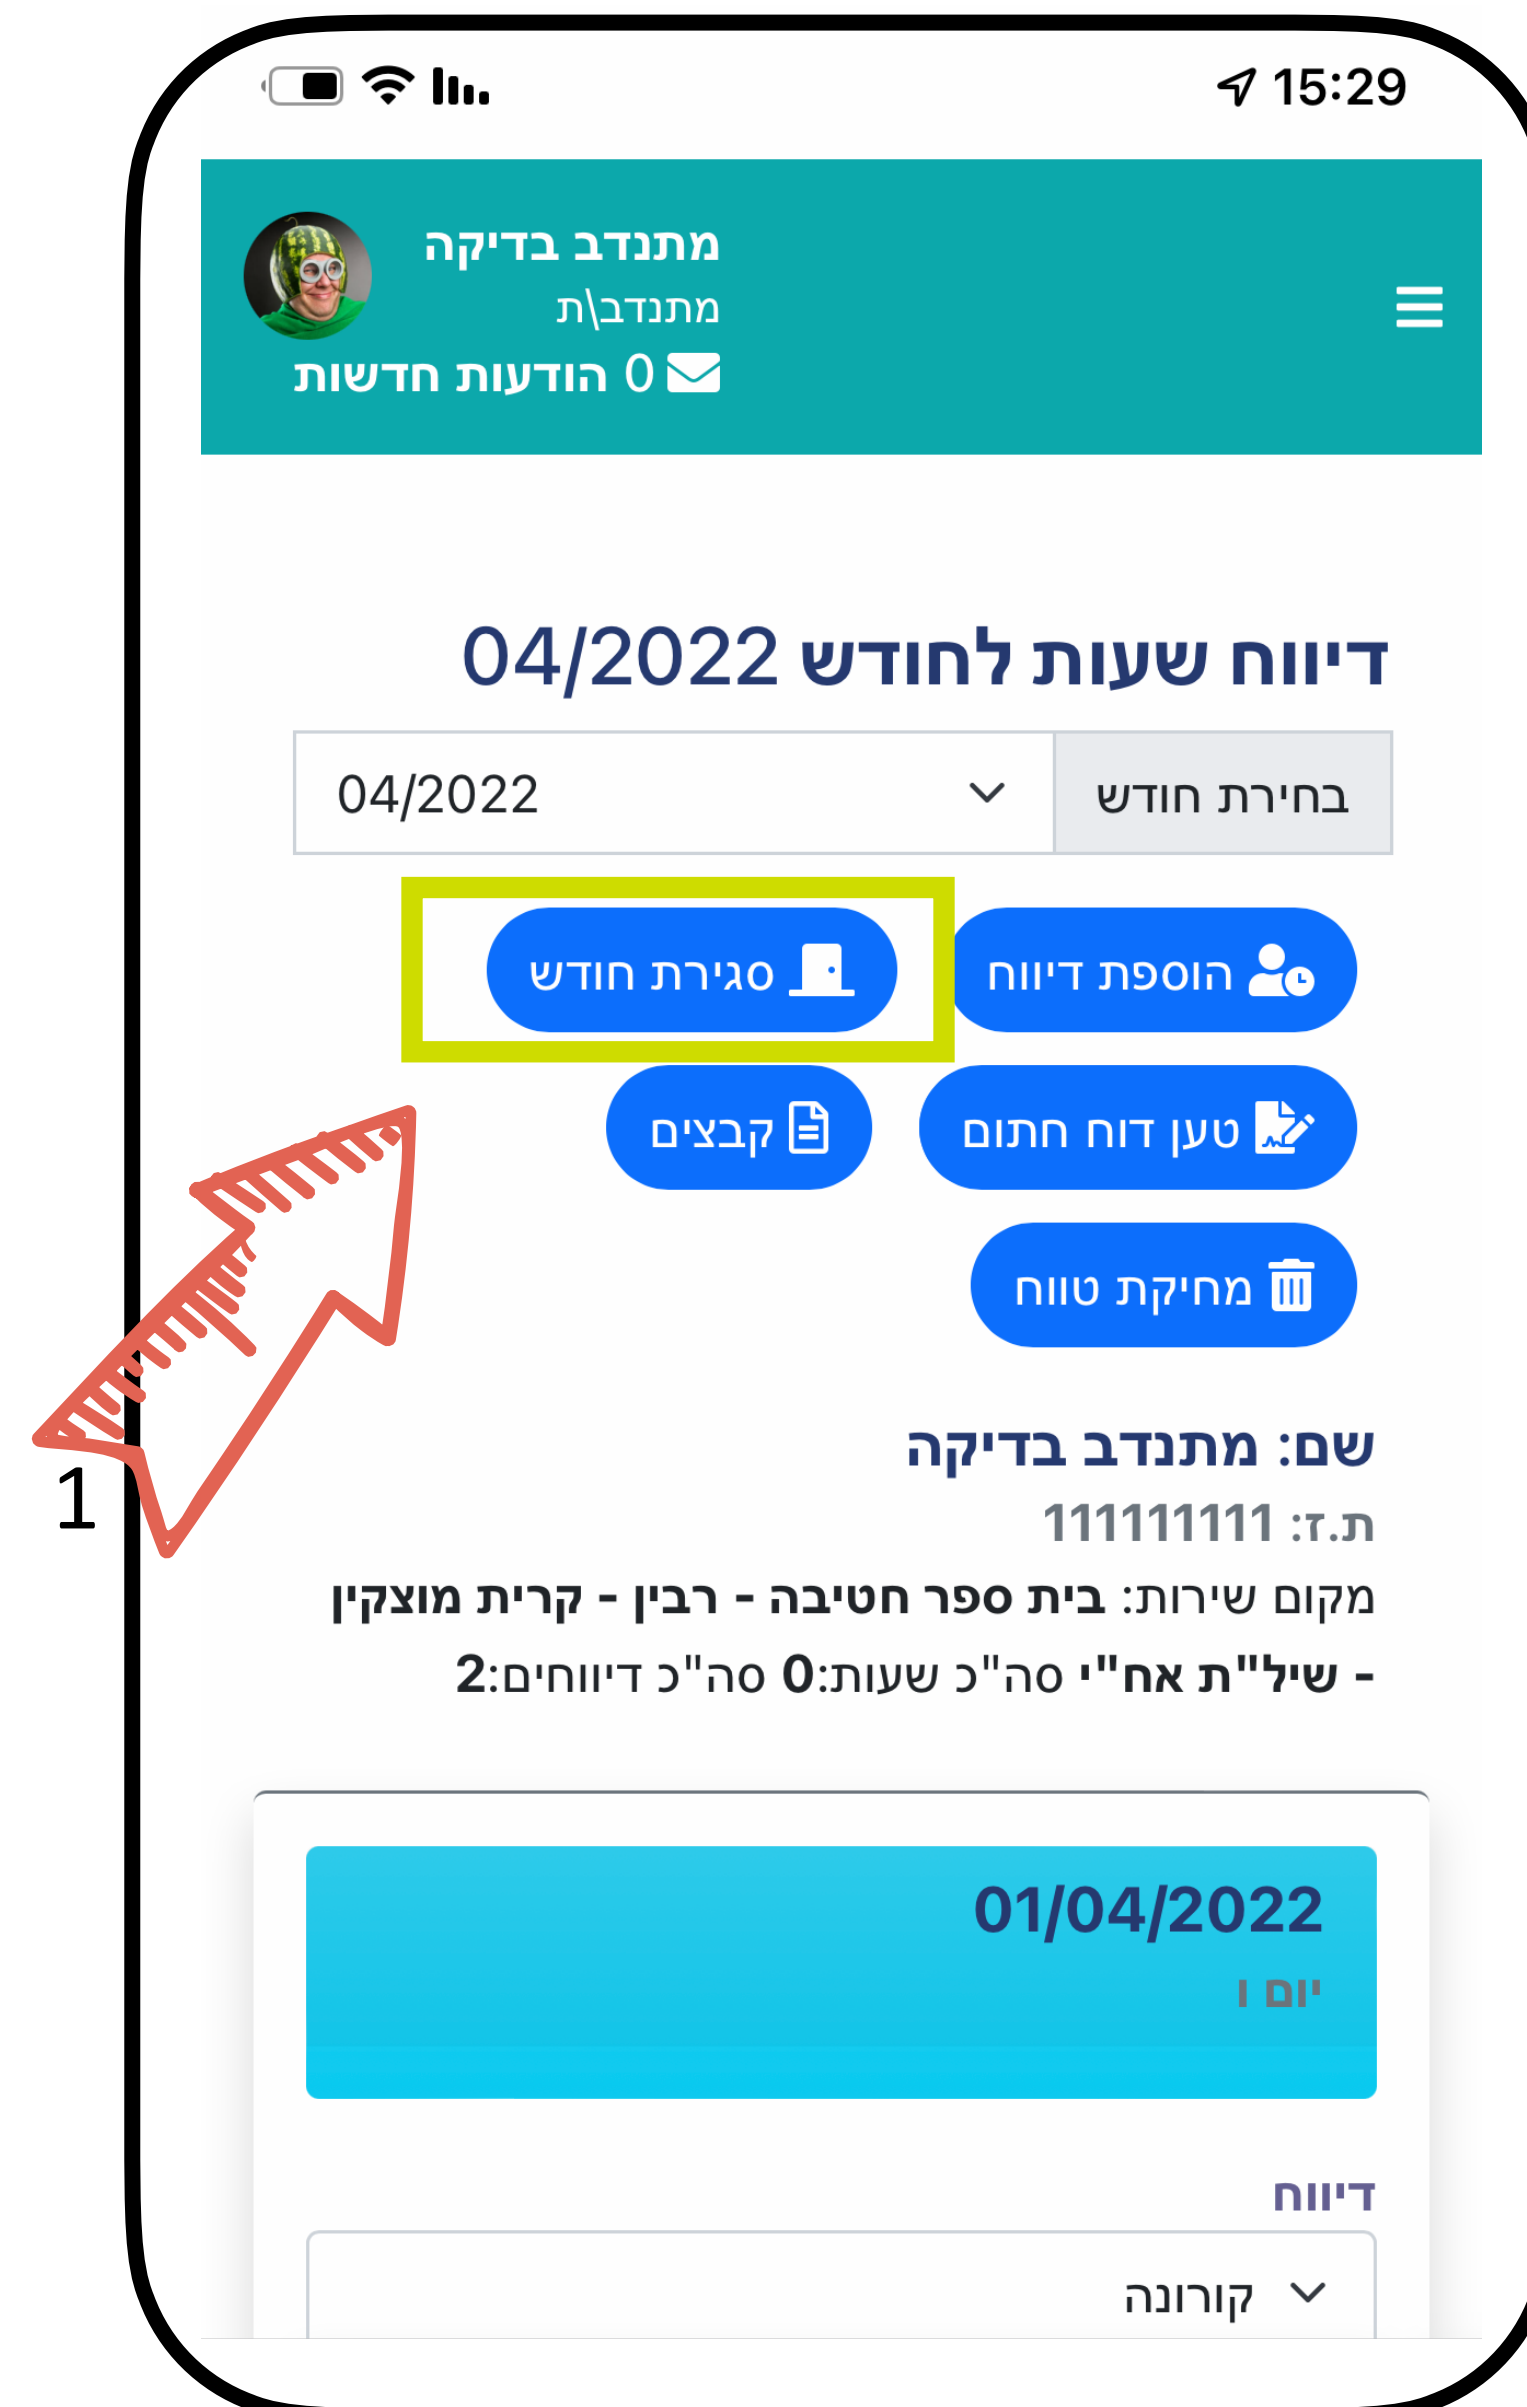 15:29
מתנדב בדיקה
מתנדב\ת
0 הודעות חדשות
דיווח שעות לחודש 04/2022
בחירת חודש 04/2022
הוספת דיווח סגירת חודש
טען דוח חתום קבצים
מחיקת טווח
1
שם: מתנדב בדיקה
ת.ז: 111111111
מקום שירות: בית ספר חטיבה - רבין - קרית מוצקין
- שיל"ת אח"י סה"כ שעות:0 סה"כ דיווחים:2
01/04/2022
יום ו
דיווח
קורונה